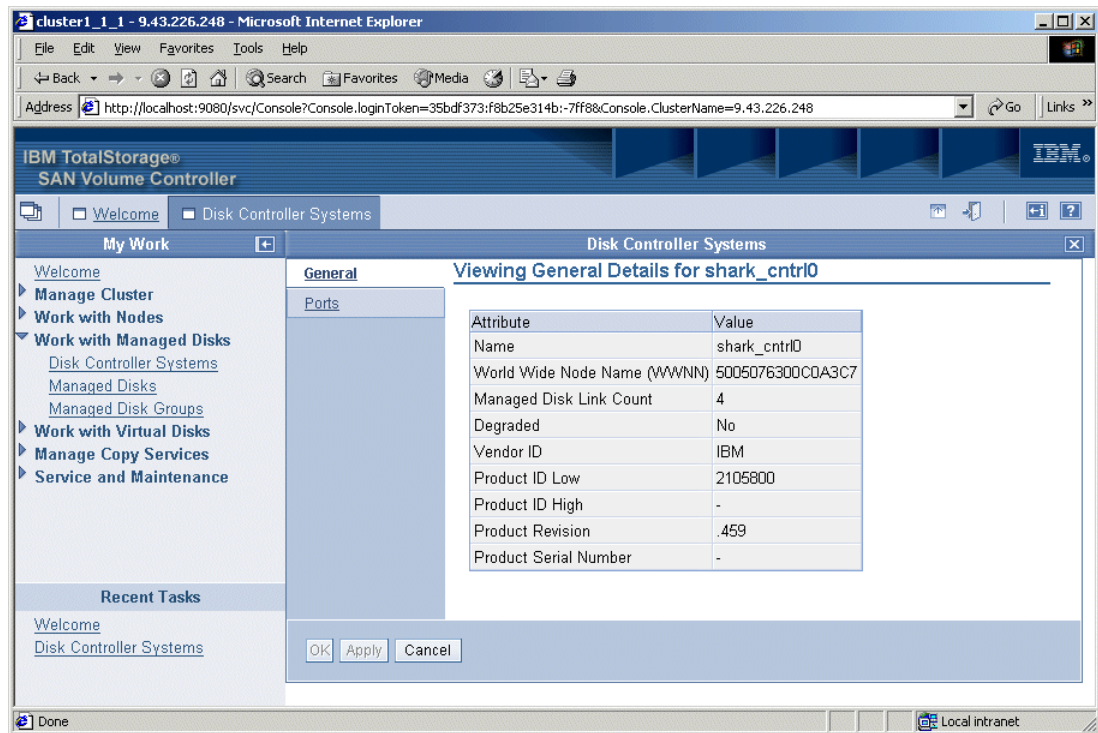 cluster1_1_1 - 9.43.226.248 - Microsoft Internet Explorer
File Edit View Favorites Tools Help
Back Search Favorites Media
Address http://localhost:9080/svc/Console?Console.loginToken=35bdf373:f8b25e314b:-7ff8&Console.ClusterName=9.43.226.248 Go Links »
IBM TotalStorage®
SAN Volume Controller
IBM®
Welcome Disk Controller Systems
My Work
Disk Controller Systems
Welcome
Manage Cluster
Work with Nodes
Work with Managed Disks
Disk Controller Systems
Managed Disks
Managed Disk Groups
Work with Virtual Disks
Manage Copy Services
Service and Maintenance
Recent Tasks
Welcome
Disk Controller Systems
General
Ports
Viewing General Details for shark_cntrl0
Attribute Value
Name shark_cntrl0
World Wide Node Name (WWNN) 5005076300C0A3C7
Managed Disk Link Count 4
Degraded No
Vendor ID IBM
Product ID Low 2105800
Product ID High -
Product Revision .459
Product Serial Number -
OK Apply Cancel
Done Local intranet